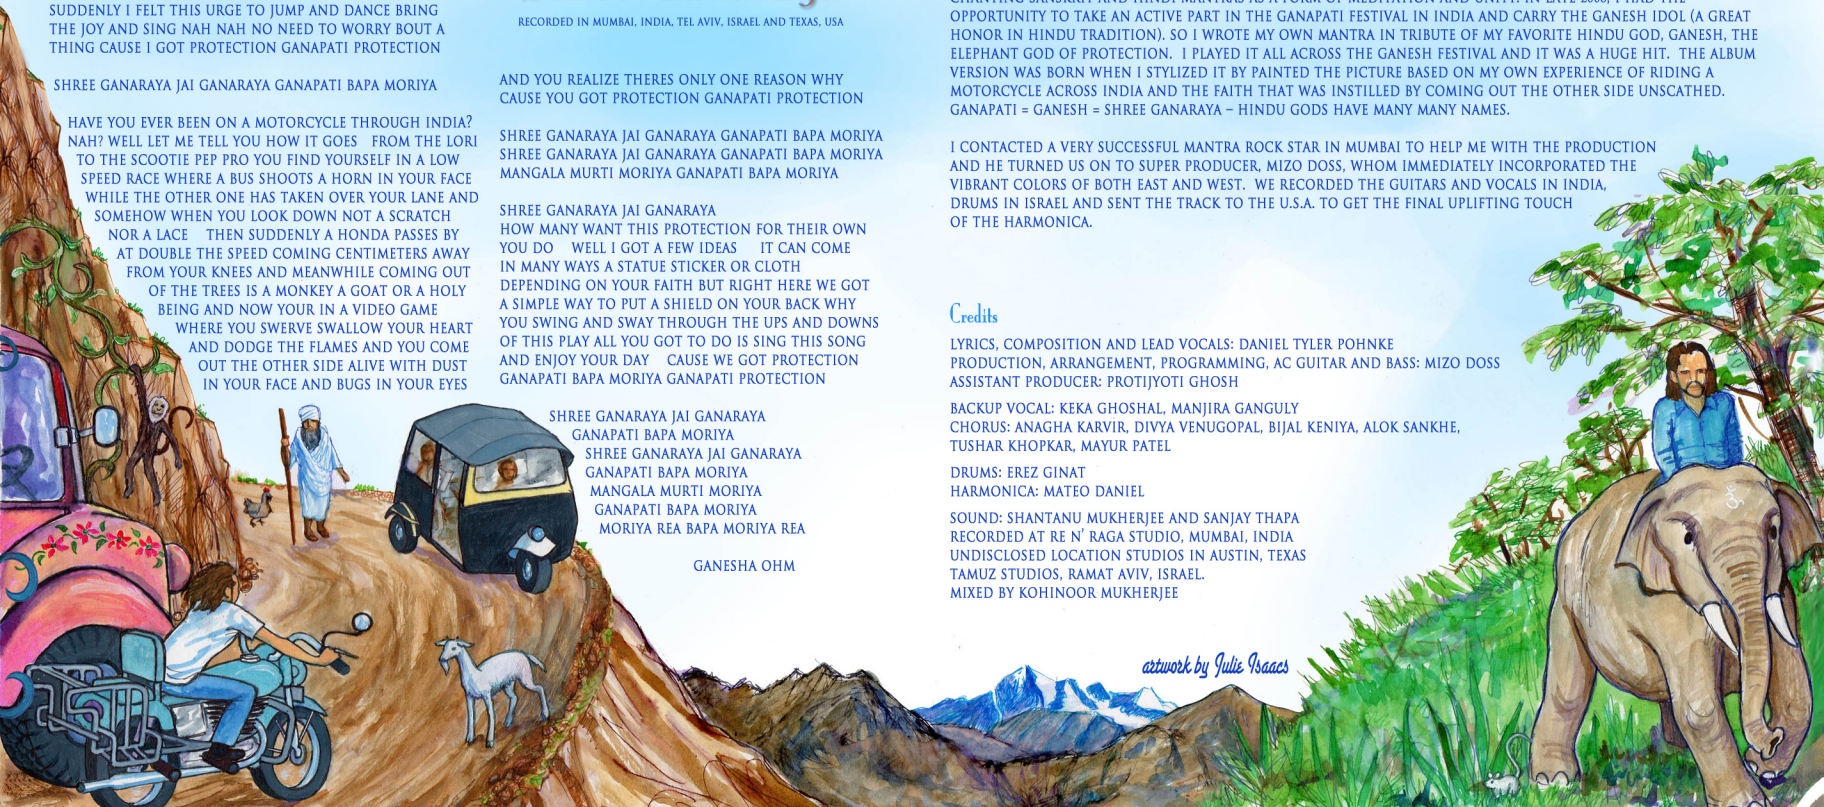 SUDDENLY I FELT THIS URGE TO JUMP AND DANCE BRING
THE JOY AND SING NAH NAH NO NEED TO WORRY BOUT A
THING CAUSE I GOT PROTECTION GANAPATI PROTECTION
SHREE GANARAYA JAI GANARAYA GANAPATI BAPA MORIYA
HAVE YOU EVER BEEN ON A MOTORCYCLE THROUGH INDIA?
NAH? WELL LET ME TELL YOU HOW IT GOES FROM THE LORI
TO THE SCOOTIE PEP PRO YOU FIND YOURSELF IN A LOW
SPEED RACE WHERE A BUS SHOOTS A HORN IN YOUR FACE
WHILE THE OTHER ONE HAS TAKEN OVER YOUR LANE AND
SOMEHOW WHEN YOU LOOK DOWN NOT A SCRATCH
NOR A LACE THEN SUDDENLY A HONDA PASSES BY
AT DOUBLE THE SPEED COMING CENTIMETERS AWAY
FROM YOUR KNEES AND MEANWHILE COMING OUT
OF THE TREES IS A MONKEY A GOAT OR A HOLY
BEING AND NOW YOUR IN A VIDEO GAME
WHERE YOU SWERVE SWALLOW YOUR HEART
AND DODGE THE FLAMES AND YOU COME
OUT THE OTHER SIDE ALIVE WITH DUST
IN YOUR FACE AND BUGS IN YOUR EYES
RECORDED IN MUMBAI, INDIA, TEL AVIV, ISRAEL AND TEXAS, USA
AND YOU REALIZE THERES ONLY ONE REASON WHY
CAUSE YOU GOT PROTECTION GANAPATI PROTECTION
SHREE GANARAYA JAI GANARAYA GANAPATI BAPA MORIYA
SHREE GANARAYA JAI GANARAYA GANAPATI BAPA MORIYA
MANGALA MURTI MORIYA GANAPATI BAPA MORIYA
SHREE GANARAYA JAI GANARAYA
HOW MANY WANT THIS PROTECTION FOR THEIR OWN
YOU DO WELL I GOT A FEW IDEAS IT CAN COME
IN MANY WAYS A STATUE STICKER OR CLOTH
DEPENDING ON YOUR FAITH BUT RIGHT HERE WE GOT
A SIMPLE WAY TO PUT A SHIELD ON YOUR BACK WHY
YOU SWING AND SWAY THROUGH THE UPS AND DOWNS
OF THIS PLAY ALL YOU GOT TO DO IS SING THIS SONG
AND ENJOY YOUR DAY CAUSE WE GOT PROTECTION
GANAPATI BAPA MORIYA GANAPATI PROTECTION
SHREE GANARAYA JAI GANARAYA
GANAPATI BAPA MORIYA
SHREE GANARAYA JAI GANARAYA
GANAPATI BAPA MORIYA
MANGALA MURTI MORIYA
GANAPATI BAPA MORIYA
MORIYA REA BAPA MORIYA REA
GANESHA OHM
OPPORTUNITY TO TAKE AN ACTIVE PART IN THE GANAPATI FESTIVAL IN INDIA AND CARRY THE GANESH IDOL (A GREAT
HONOR IN HINDU TRADITION). SO I WROTE MY OWN MANTRA IN TRIBUTE OF MY FAVORITE HINDU GOD, GANESH, THE
ELEPHANT GOD OF PROTECTION. I PLAYED IT ALL ACROSS THE GANESH FESTIVAL AND IT WAS A HUGE HIT. THE ALBUM
VERSION WAS BORN WHEN I STYLIZED IT BY PAINTED THE PICTURE BASED ON MY OWN EXPERIENCE OF RIDING A
MOTORCYCLE ACROSS INDIA AND THE FAITH THAT WAS INSTILLED BY COMING OUT THE OTHER SIDE UNSCATHED.
GANAPATI = GANESH = SHREE GANARAYA – HINDU GODS HAVE MANY MANY NAMES.
I CONTACTED A VERY SUCCESSFUL MANTRA ROCK STAR IN MUMBAI TO HELP ME WITH THE PRODUCTION
AND HE TURNED US ON TO SUPER PRODUCER, MIZO DOSS, WHOM IMMEDIATELY INCORPORATED THE
VIBRANT COLORS OF BOTH EAST AND WEST. WE RECORDED THE GUITARS AND VOCALS IN INDIA,
DRUMS IN ISRAEL AND SENT THE TRACK TO THE U.S.A. TO GET THE FINAL UPLIFTING TOUCH
OF THE HARMONICA.
Credits
LYRICS, COMPOSITION AND LEAD VOCALS: DANIEL TYLER POHNKE
PRODUCTION, ARRANGEMENT, PROGRAMMING, AC GUITAR AND BASS: MIZO DOSS
ASSISTANT PRODUCER: PROTIJYOTI GHOSH
BACKUP VOCAL: KEKA GHOSHAL, MANJIRA GANGULY
CHORUS: ANAGHA KARVIR, DIVYA VENUGOPAL, BIJAL KENIYA, ALOK SANKHE,
TUSHAR KHOPKAR, MAYUR PATEL
DRUMS: EREZ GINAT
HARMONICA: MATEO DANIEL
SOUND: SHANTANU MUKHERJEE AND SANJAY THAPA
RECORDED AT RE N' RAGA STUDIO, MUMBAI, INDIA
UNDISCLOSED LOCATION STUDIOS IN AUSTIN, TEXAS
TAMUZ STUDIOS, RAMAT AVIV, ISRAEL.
MIXED BY KOHINOOR MUKHERJEE
artwork by Julie Isaacs